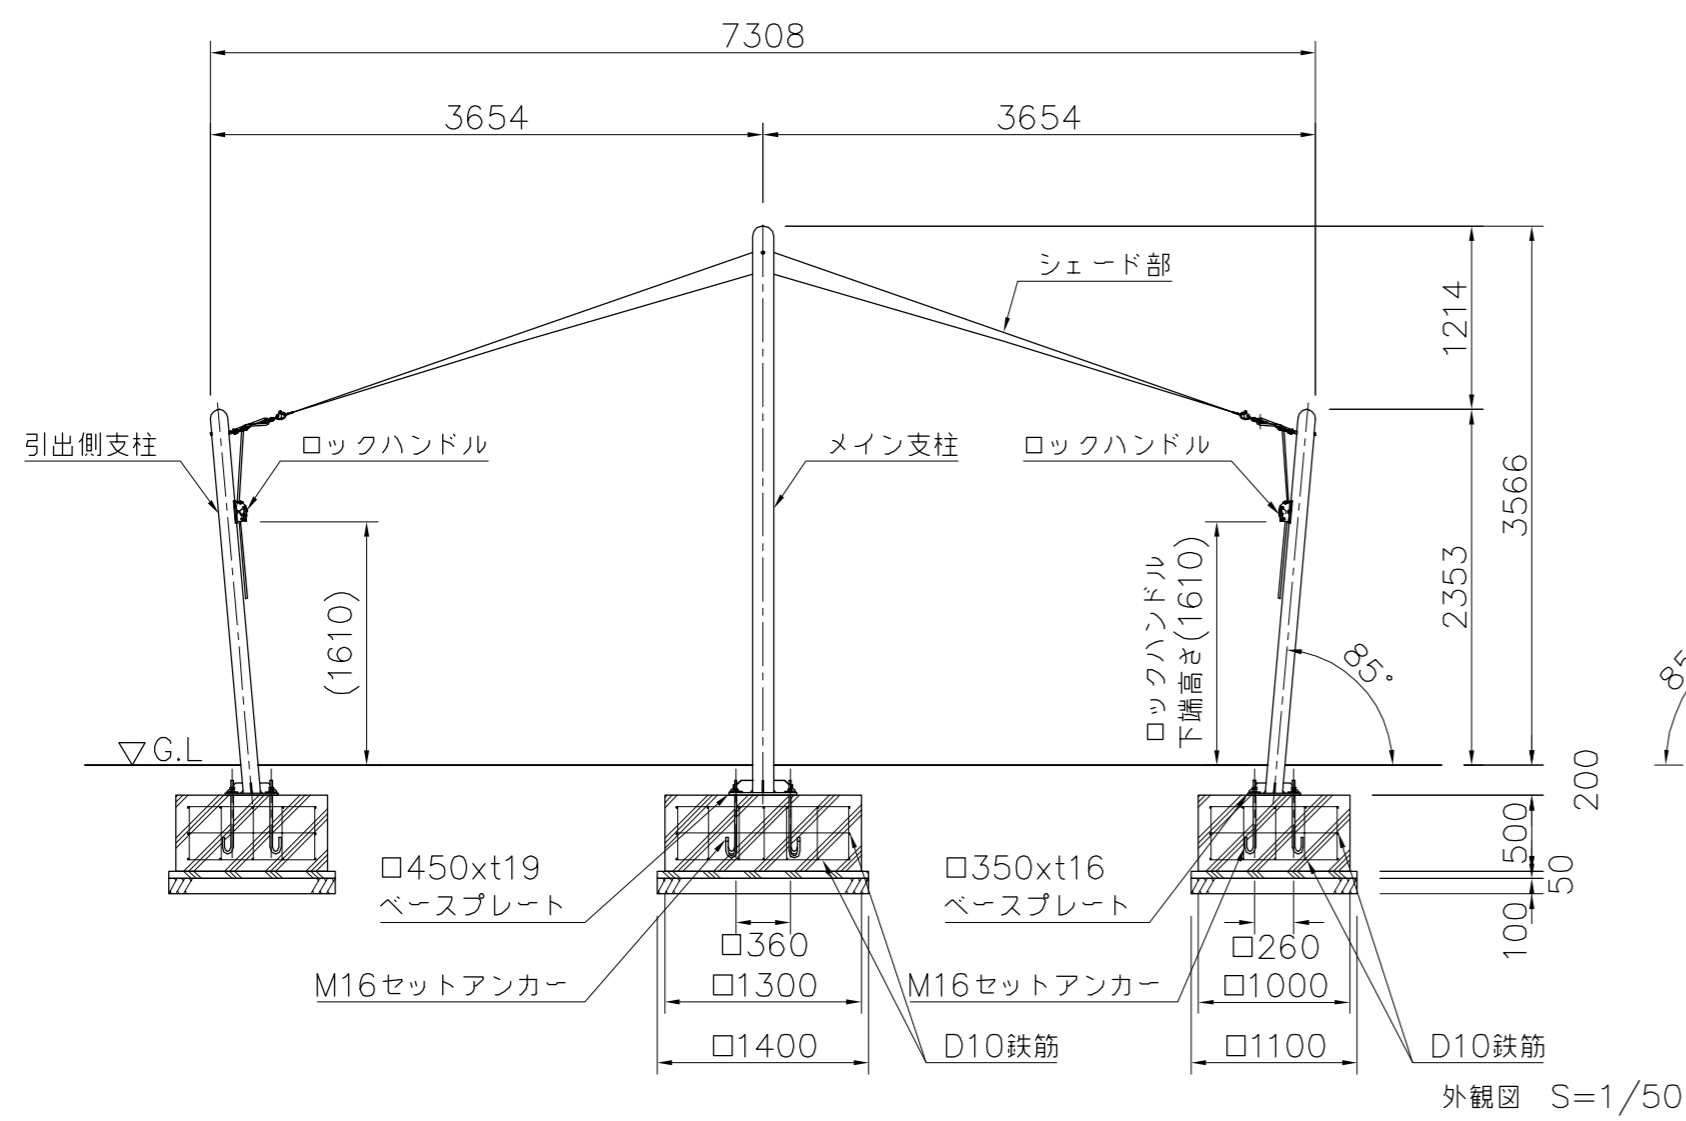 7308
3654
3654
シェード部
1214
3566
引出側支柱
ロックハンドル
メイン支柱
ロックハンドル
2353
(1610)
ロックハンドル
下端高さ(1610)
85°
85
G.L
200
500
50
100
□450xt19
ベースプレート
□350xt16
ベースプレート
□360
□260
M16セットアンカー
□1300
M16セットアンカー
□1000
□1400
D10鉄筋
□1100
D10鉄筋
外観図 S=1/50